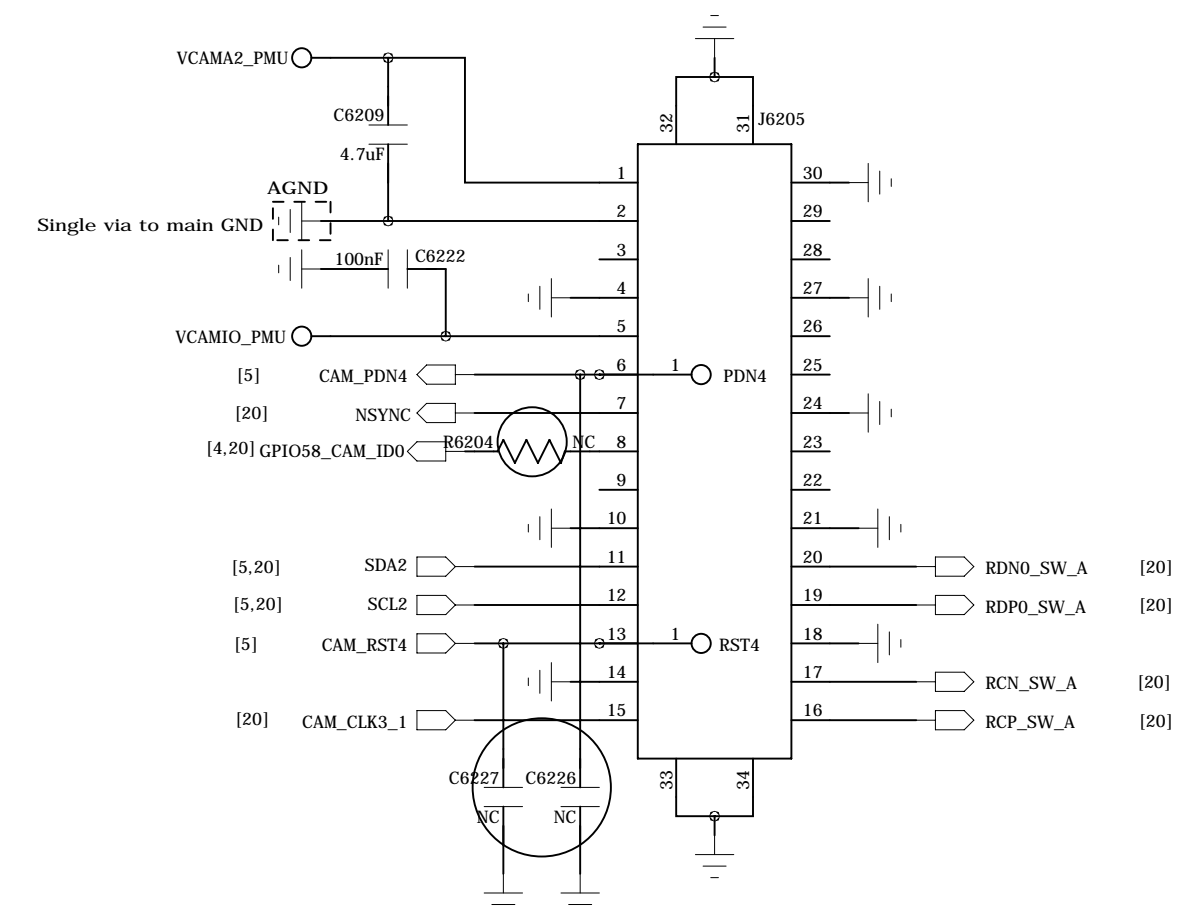 VCAMA2_PMU
C6209
4.7uF
32
31
J6205
AGND
Single via to main GND
100nF
C6222
VCAMIO_PMU
1
2
3
4
5
6
7
8
9
10
11
12
13
14
15
30
29
28
27
26
25
24
23
22
21
20
19
18
17
16
[5] CAM_PDN4
1
PDN4
[20] NSYNC
[4,20] GPIO58_CAM_ID0
R6204
NC
[5,20] SDA2
[5,20] SCL2
[5] CAM_RST4
1
RST4
[20] CAM_CLK3_1
RDN0_SW_A [20]
RDP0_SW_A [20]
RCN_SW_A [20]
RCP_SW_A [20]
C6227
NC
C6226
NC
33
34